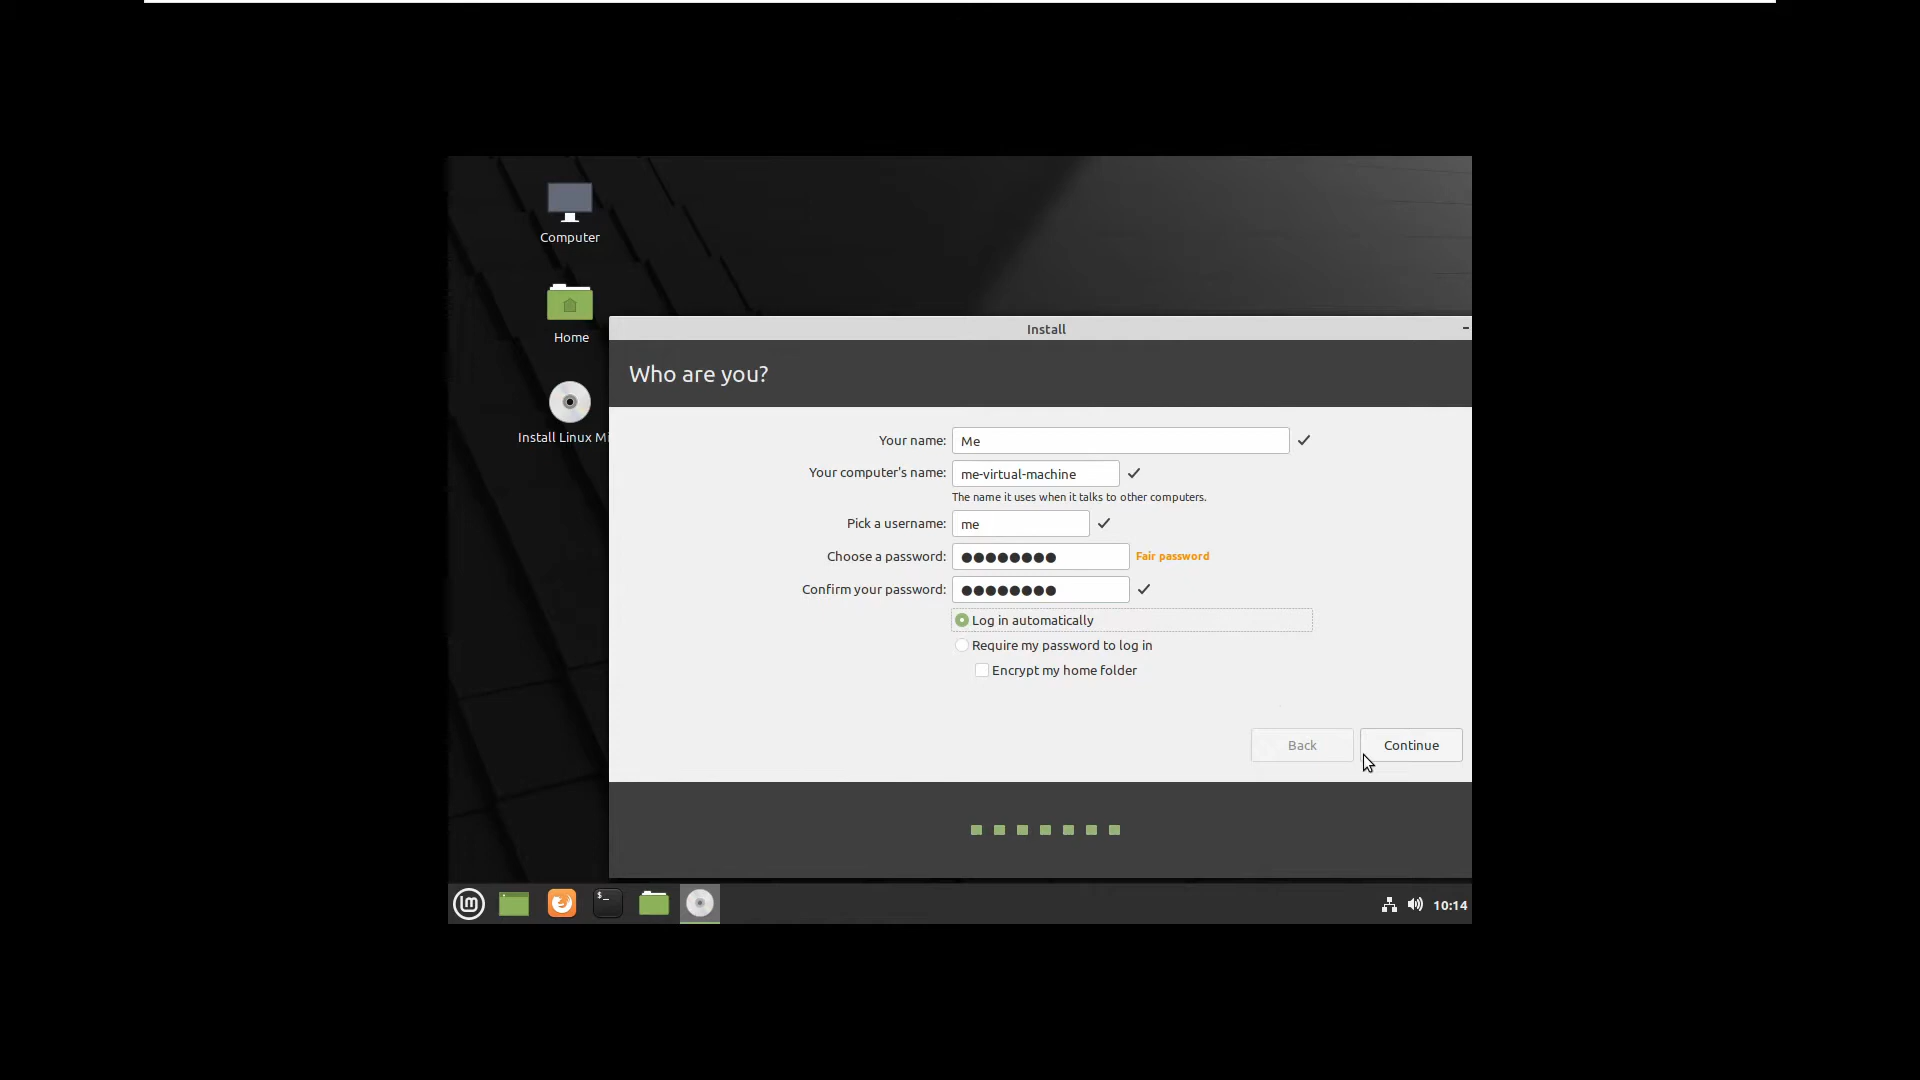 Computer
Home
Install Linux Mi
Install
Who are you?
Your name: Me
Your computer's name: me-virtual-machine
The name it uses when it talks to other computers.
Pick a username: me
Choose a password: ●●●●●●●● Fair password
Confirm your password: ●●●●●●●●
Log in automatically
Require my password to log in
Encrypt my home folder
Back Continue
$_
lm
10:14